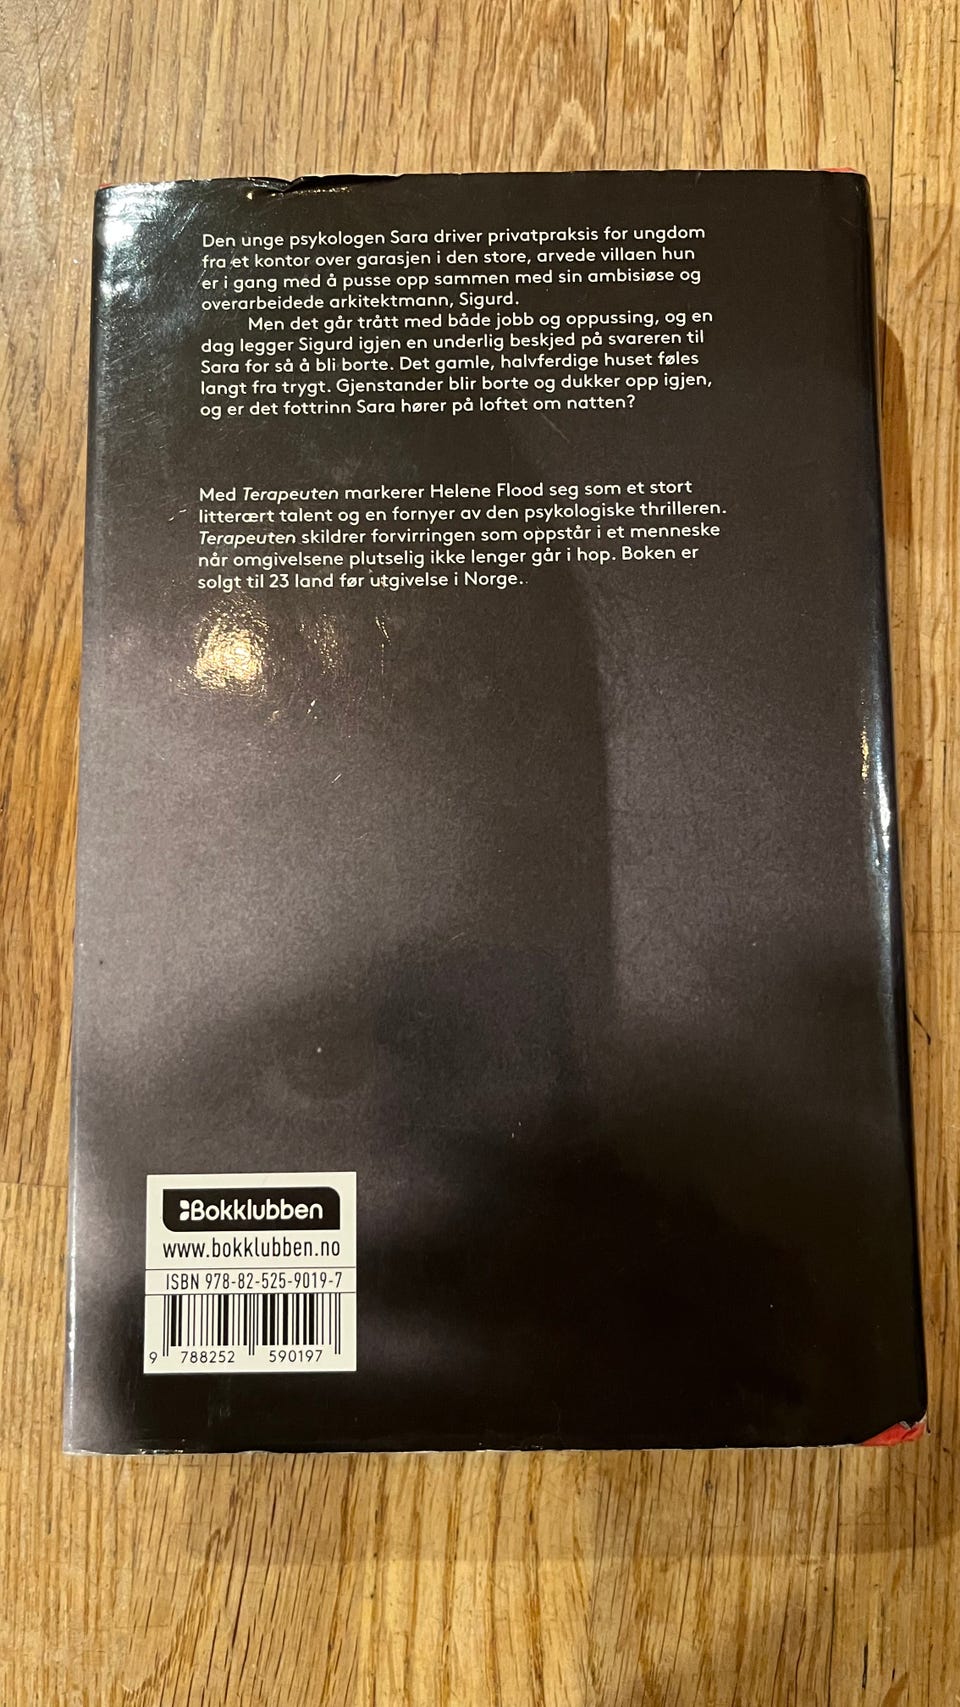 Den unge psykologen Sara driver privatpraksis for ungdom
fra et kontor over garasjen i den store, arvede villaen hun
er i gang med å pusse opp sammen med sin ambisiøse og
overarbeidede arkitektmann, Sigurd.
Men det går trått med både jobb og oppussing, og en
dag legger Sigurd igjen en underlig beskjed på svareren til
Sara for så å bli borte. Det gamle, halvferdige huset føles
langt fra trygt. Gjenstander blir borte og dukker opp igjen,
og er det fottrinn Sara hører på loftet om natten?
Med Terapeuten markerer Helene Flood seg som et stort
litterært talent og en fornyer av den psykologiske thrilleren.
Terapeuten skildrer forvirringen som oppstår i et menneske
når omgivelsene plutselig ikke lenger går i hop. Boken er
solgt til 23 land før utgivelse i Norge.
Bokklubben
www.bokklubben.no
ISBN 978-82-525-9019-7
9 788252 590197